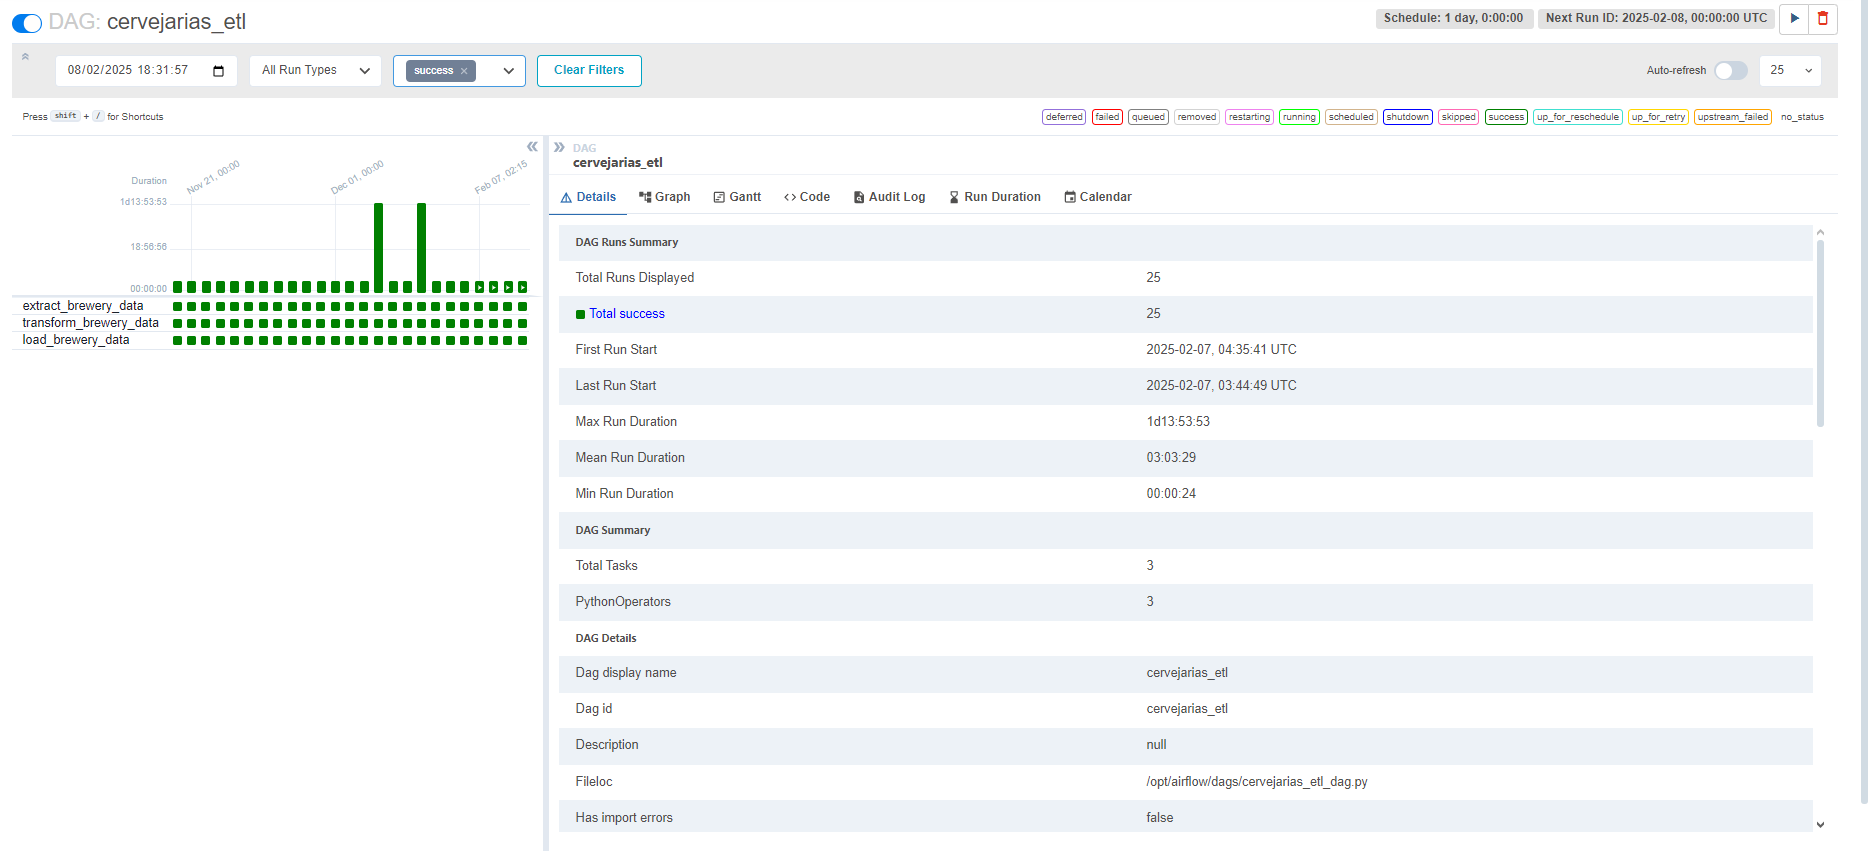 DAG: cervejarias_etl
Schedule: 1 day, 0:00:00
Next Run ID: 2025-02-08, 00:00:00 UTC
08/02/2025 18:31:57
All Run Types
success ×
Clear Filters
Auto-refresh
25
Press shift + / for Shortcuts
deferred failed queued removed restarting running scheduled shutdown skipped success up_for_reschedule up_for_retry upstream_failed no_status
DAG
cervejarias_etl
Nov 21, 00:00
Dec 01, 00:00
Feb 07, 02:15
Duration
1d13:53:53
18:56:56
00:00:00
extract_brewery_data
transform_brewery_data
load_brewery_data
Details
Graph
Gantt
Code
Audit Log
Run Duration
Calendar
DAG Runs Summary
Total Runs Displayed 25
Total success 25
First Run Start 2025-02-07, 04:35:41 UTC
Last Run Start 2025-02-07, 03:44:49 UTC
Max Run Duration 1d13:53:53
Mean Run Duration 03:03:29
Min Run Duration 00:00:24
DAG Summary
Total Tasks 3
PythonOperators 3
DAG Details
Dag display name cervejarias_etl
Dag id cervejarias_etl
Description null
Fileloc /opt/airflow/dags/cervejarias_etl_dag.py
Has import errors false